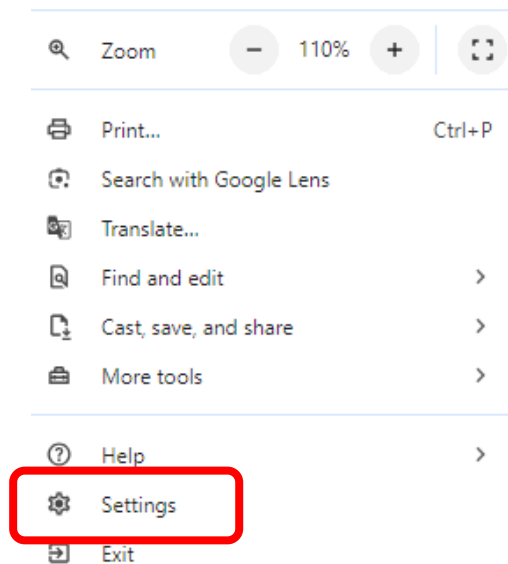 Zoom - 110% +
Print... Ctrl+P
Search with Google Lens
Translate...
Find and edit
Cast, save, and share
More tools
Help
Settings
Exit